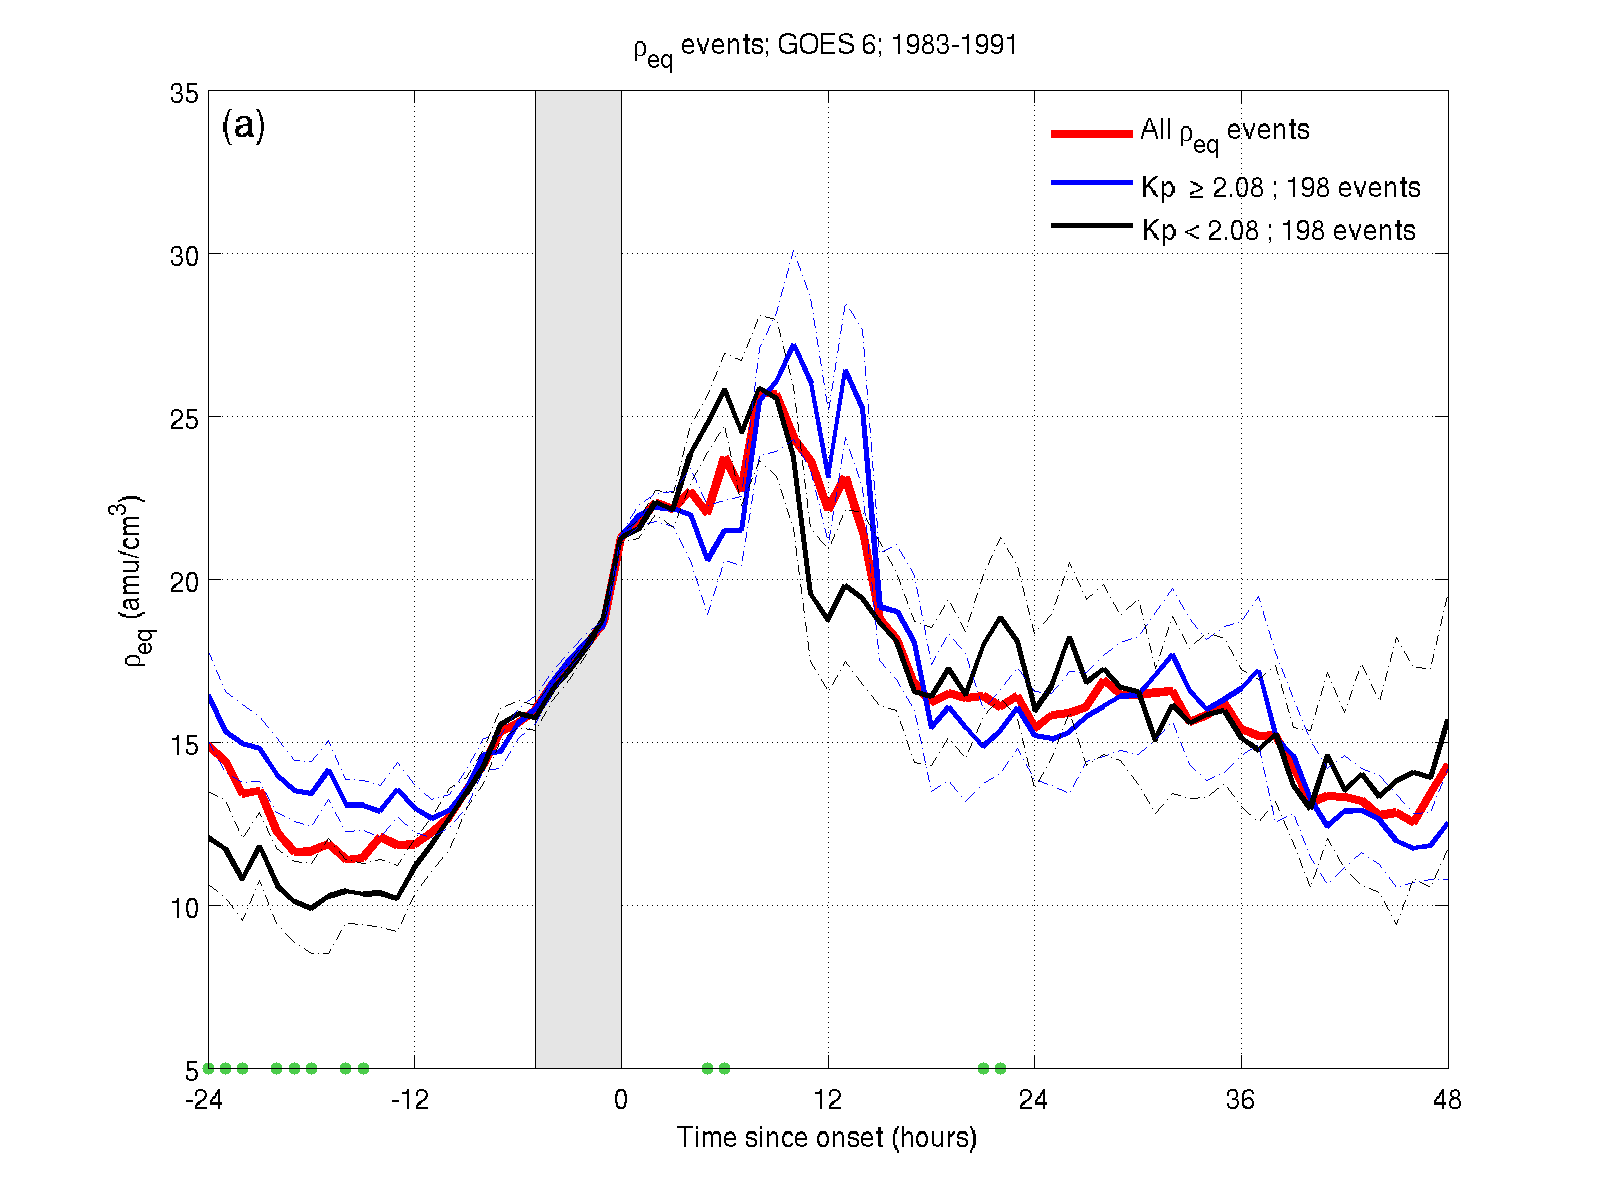 ρeq events; GOES 6; 1983-1991
(a)
All ρeq events
Kp ≥ 2.08 ; 198 events
Kp < 2.08 ; 198 events
35
30
25
20
15
10
5
ρeq (amu/cm³)
-24 -12 0 12 24 36 48
Time since onset (hours)